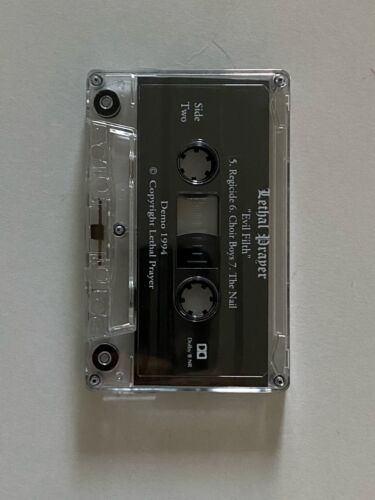 Lethal Prayer
"Evil Filth"
5. Regicide 6. Choir Boys 7. The Nail
Side
Two
Dolby B NR
Demo 1994
© Copyright Lethal Prayer